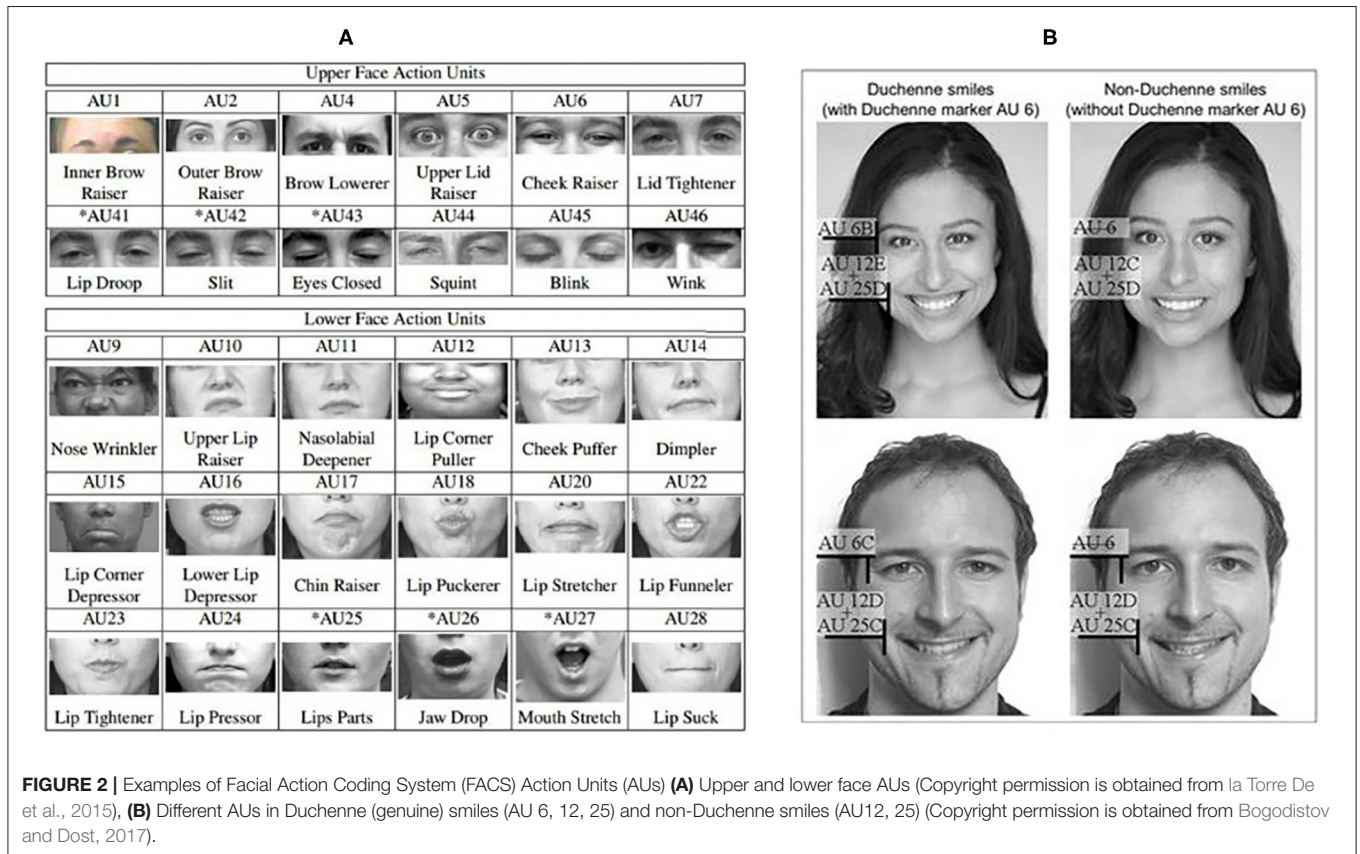 A
B
Upper Face Action Units
AU1 AU2 AU4 AU5 AU6 AU7
Inner Brow Raiser Outer Brow Raiser Brow Lowerer Upper Lid Raiser Cheek Raiser Lid Tightener
*AU41 *AU42 *AU43 AU44 AU45 AU46
Lip Droop Slit Eyes Closed Squint Blink Wink
Lower Face Action Units
AU9 AU10 AU11 AU12 AU13 AU14
Nose Wrinkler Upper Lip Raiser Nasolabial Deepener Lip Corner Puller Cheek Puffer Dimpler
AU15 AU16 AU17 AU18 AU20 AU22
Lip Corner Depressor Lower Lip Depressor Chin Raiser Lip Puckerer Lip Stretcher Lip Funneler
AU23 AU24 *AU25 *AU26 *AU27 AU28
Lip Tightener Lip Pressor Lips Parts Jaw Drop Mouth Stretch Lip Suck
Duchenne smiles
(with Duchenne marker AU 6)
Non-Duchenne smiles
(without Duchenne marker AU 6)
AU 6B
AU 12E
+
AU 25D
AU 6
AU 12C
+
AU 25D
AU 6C
AU 12D
+
AU 25C
AU 6
AU 12D
+
AU 25C
FIGURE 2 | Examples of Facial Action Coding System (FACS) Action Units (AUs) (A) Upper and lower face AUs (Copyright permission is obtained from la Torre De
et al., 2015), (B) Different AUs in Duchenne (genuine) smiles (AU 6, 12, 25) and non-Duchenne smiles (AU12, 25) (Copyright permission is obtained from Bogodistov
and Dost, 2017).